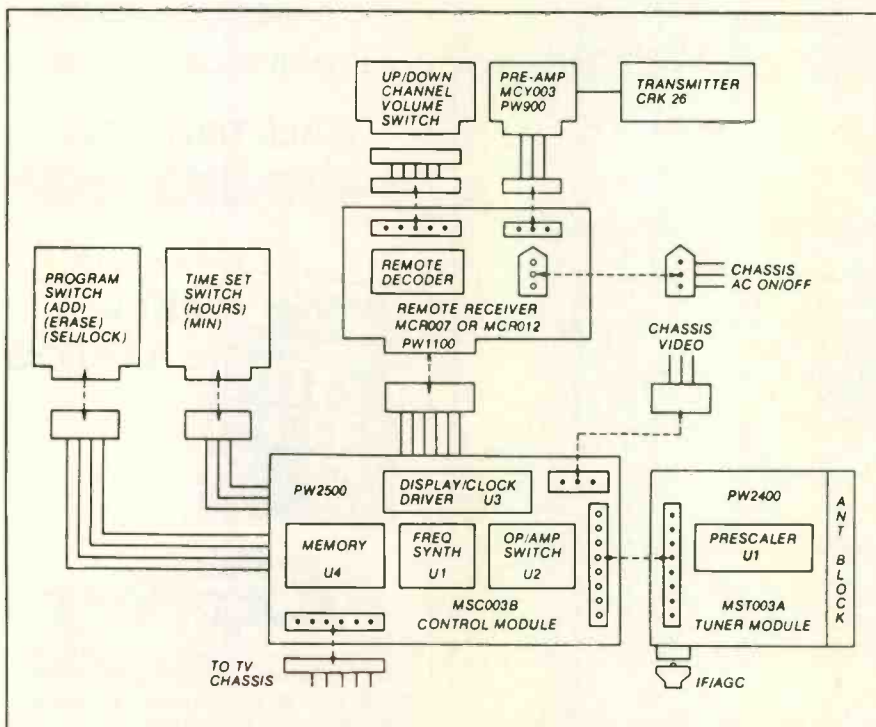 UP/DOWN
CHANNEL
VOLUME
SWITCH
PRE-AMP
MCY003
PW900
TRANSMITTER
CRK 26
PROGRAM
SWITCH
(ADD)
(ERASE)
(SEL/LOCK)
TIME SET
SWITCH
(HOURS)
(MIN)
REMOTE
DECODER
REMOTE RECEIVER
MCR007 OR MCR012
PW1100
CHASSIS
AC ON/OFF
CHASSIS
VIDEO
PW2500
DISPLAY/CLOCK
DRIVER U3
MEMORY
U4
FREQ
SYNTH
U1
OP/AMP
SWITCH
U2
MSC003B
CONTROL MODULE
PW2400
PRESCALER
U1
MST003A
TUNER MODULE
ANT BLOCK
TO TV
CHASSIS
IF/AGC